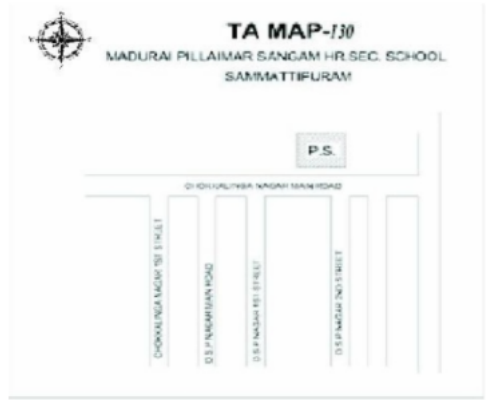 TA MAP-130
MADURAI PILLAIMAR SANGAM HR.SEC. SCHOOL
SAMMATTIPURAM
P.S.
CHOKKALINGA NAGAR MAIN ROAD
CHOKKALINGA NAGAR 1ST STREET
D.S.P NAGAR MAIN ROAD
D.S.P NAGAR 1ST STREET
D.S.P NAGAR 2ND STREET